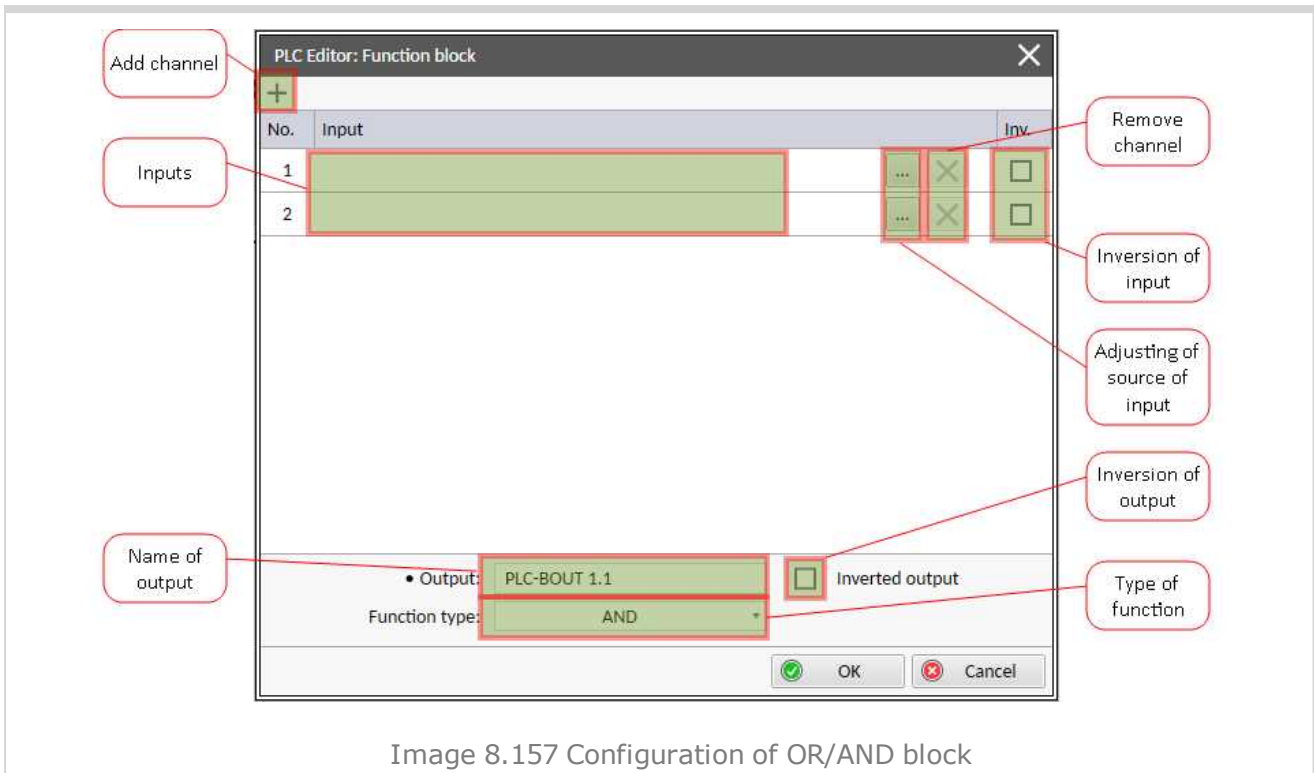 Add channel
PLC Editor: Function block
No. Input Inv.
Remove
channel
Inputs
1 ...
2 ...
Inversion of
input
Adjusting of
source of
input
Inversion of
output
Name of
output
• Output: PLC-BOUT 1.1 Inverted output
Function type: AND
Type of
function
OK Cancel
Image 8.157 Configuration of OR/AND block